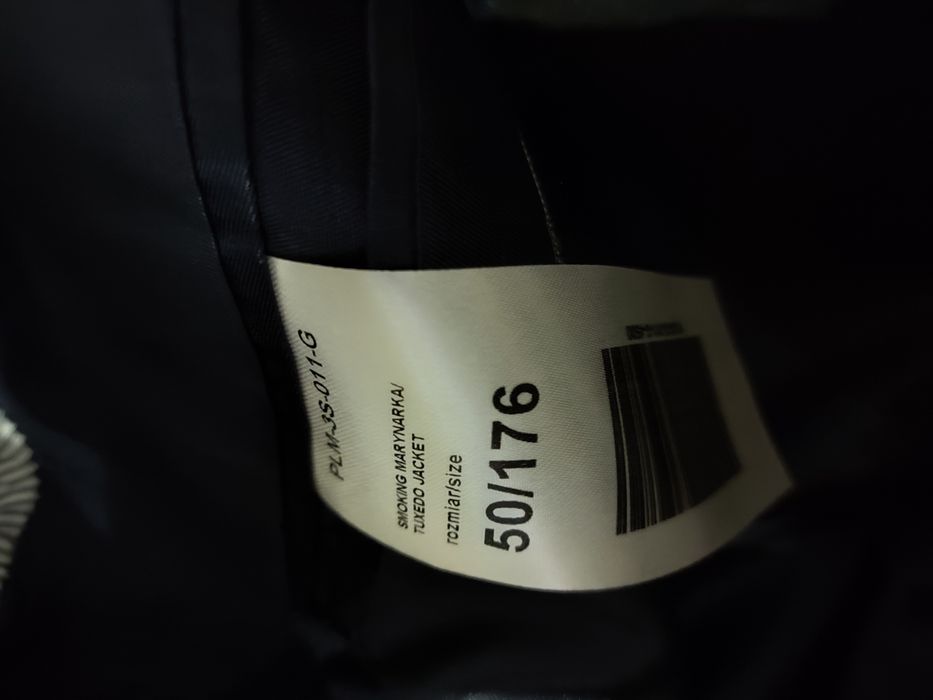 PLM-3S-011-G
SMOKING MARYNARKA/
TUXEDO JACKET
rozmiar/size
50/176